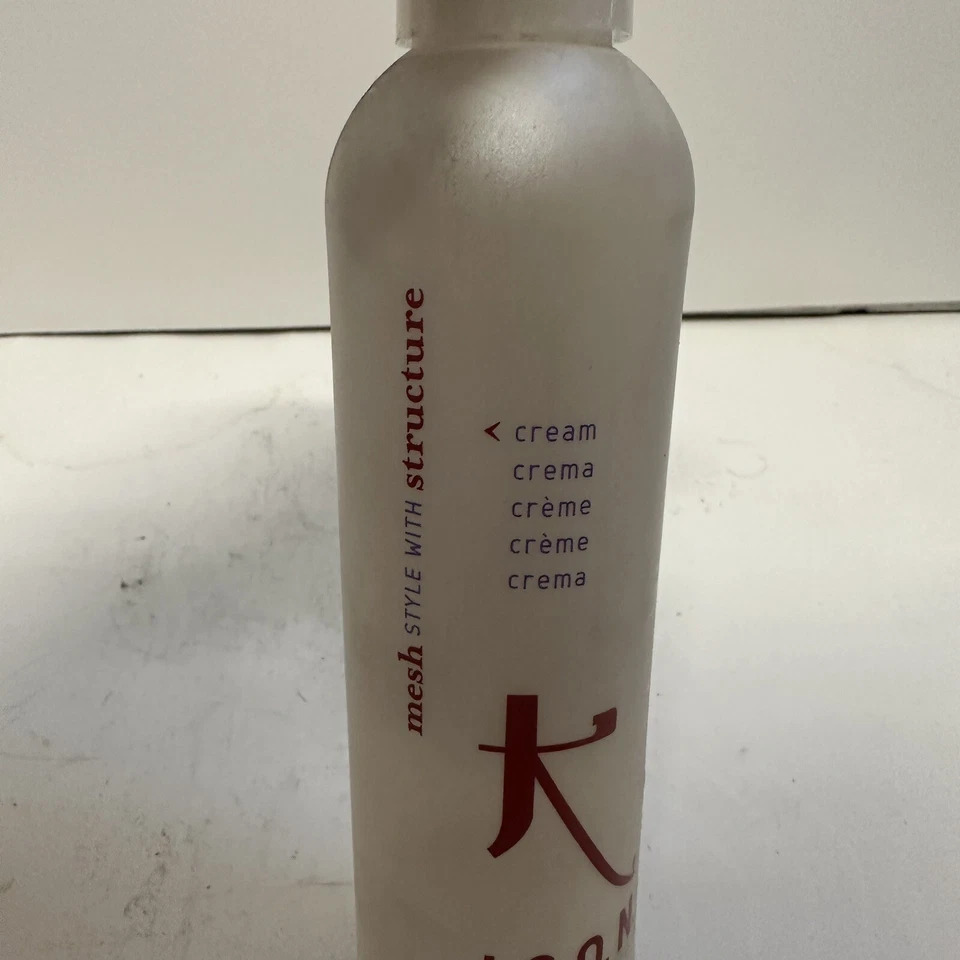 mesh STYLE WITH structure
< cream
crema
crème
crème
crema
K